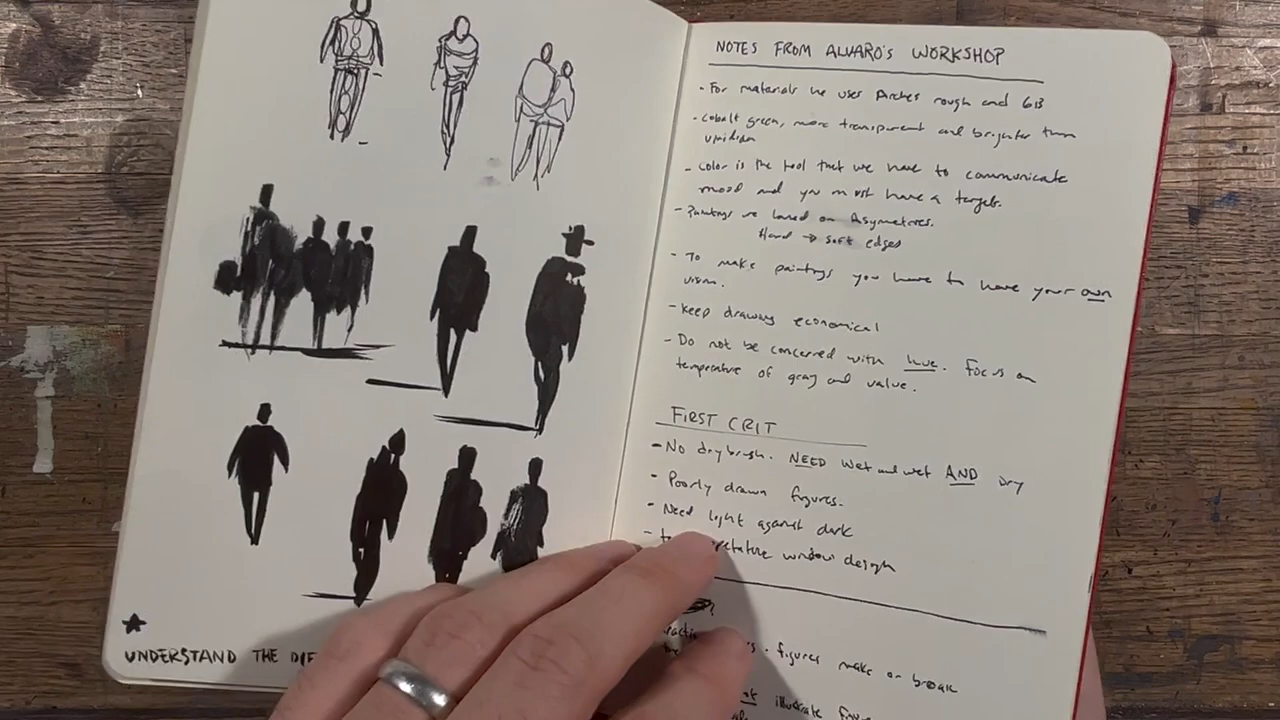 UNDERSTAND THE
NOTES FROM ALVARO'S WORKSHOP
- For materials he uses Arches rough and 613
- Cobalt green, more transparent and brighter than
viridian
- Color is the tool that we have to communicate
mood and you must have a target.
- Paintings are based on Asymetries.
Hard → soft edges
- To make paintings you have to have your own
vision.
- Keep drawing economical
- Do not be concerned with hue. Focus on
temperature of gray and value.
FIRST CRIT
- No drybrush. NEED wet and wet AND dry
- Poorly drawn figures.
- Need light against dark
- window design
figures make or break
illustrate